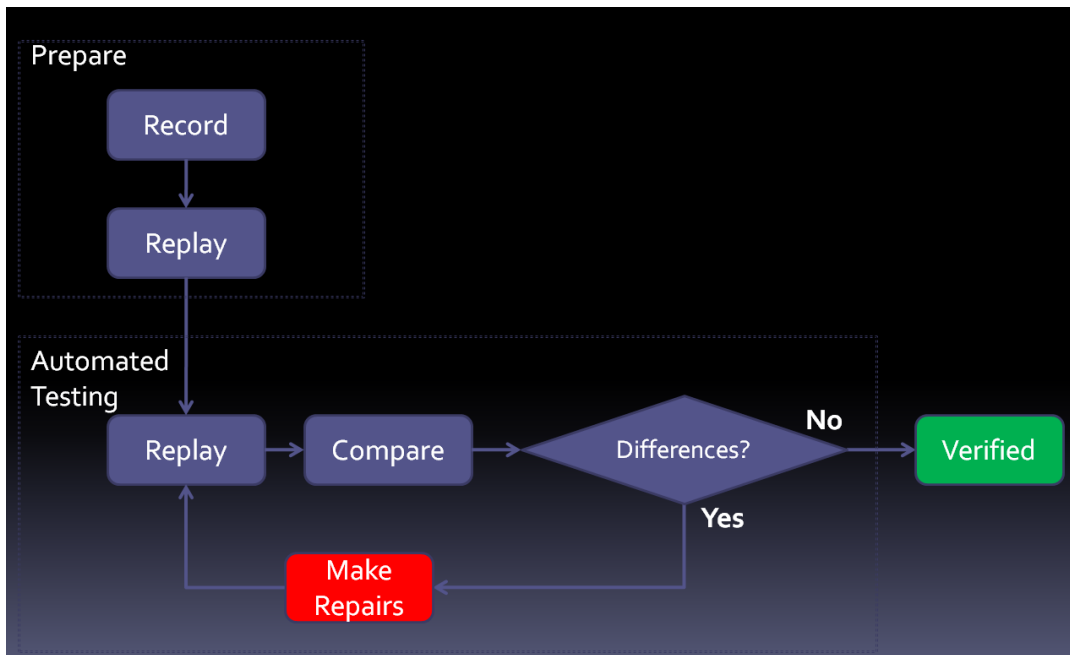 Prepare
Record
Replay
Automated
Testing
Replay
Compare
Differences?
No
Verified
Yes
Make
Repairs